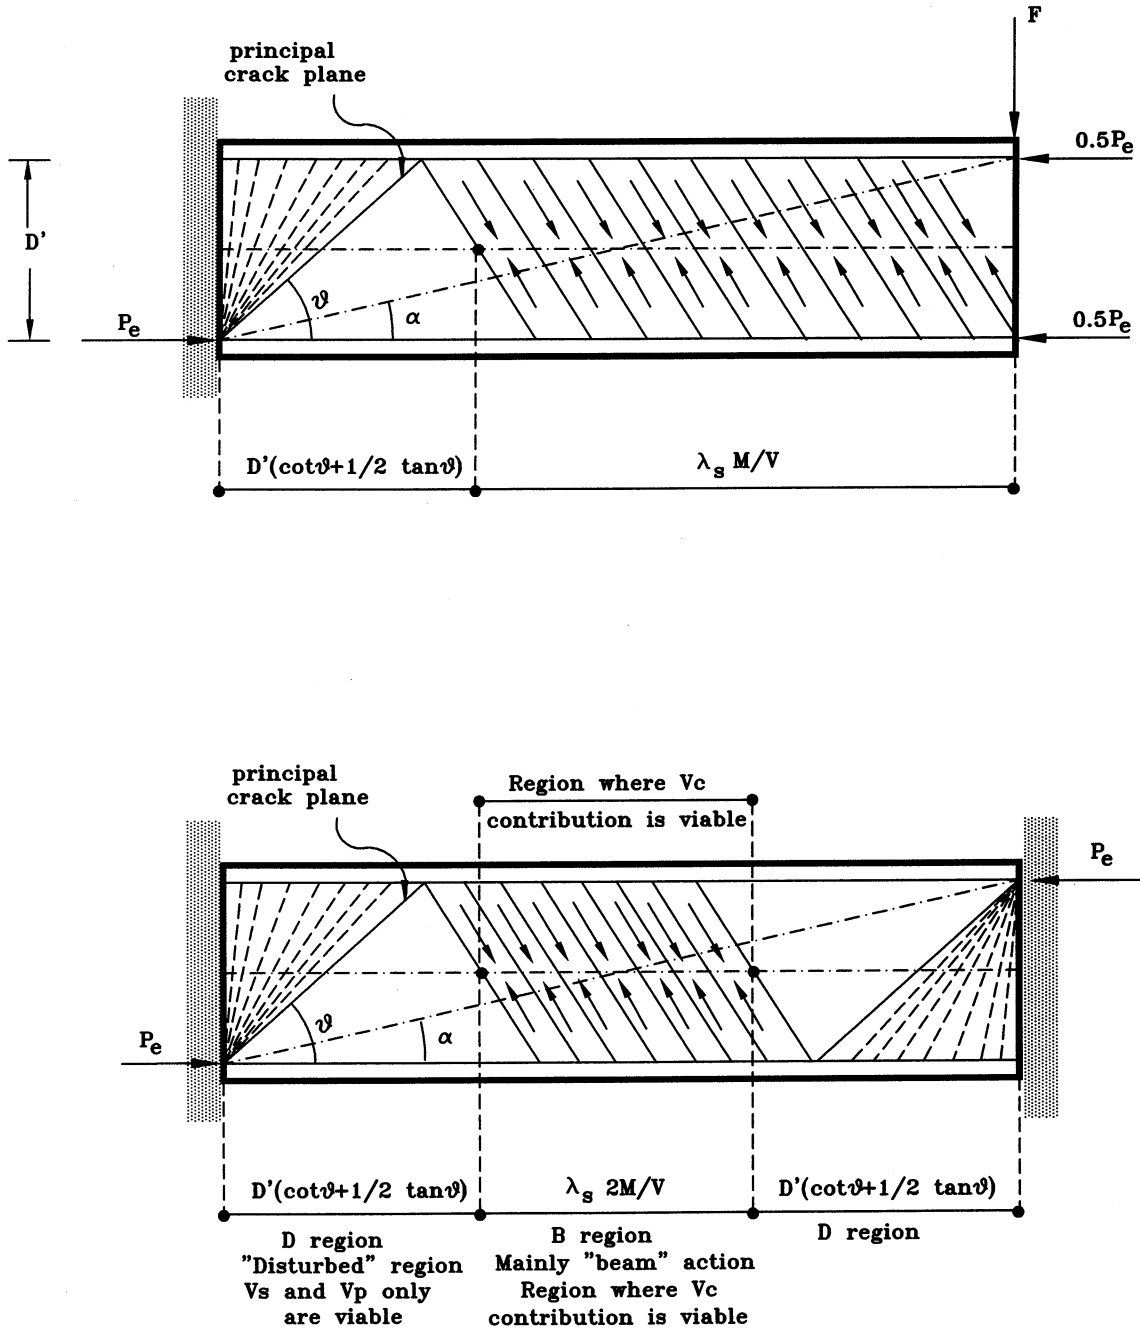 F
principal
crack plane
0.5Pe
D'
ϑ
α
Pe
0.5Pe
D'(cotϑ+1/2 tanϑ)
λs M/V
principal
crack plane
Region where Vc
contribution is viable
Pe
ϑ
α
Pe
D'(cotϑ+1/2 tanϑ)
λs 2M/V
D'(cotϑ+1/2 tanϑ)
D region
"Disturbed" region
Vs and Vp only
are viable
B region
Mainly "beam" action
Region where Vc
contribution is viable
D region